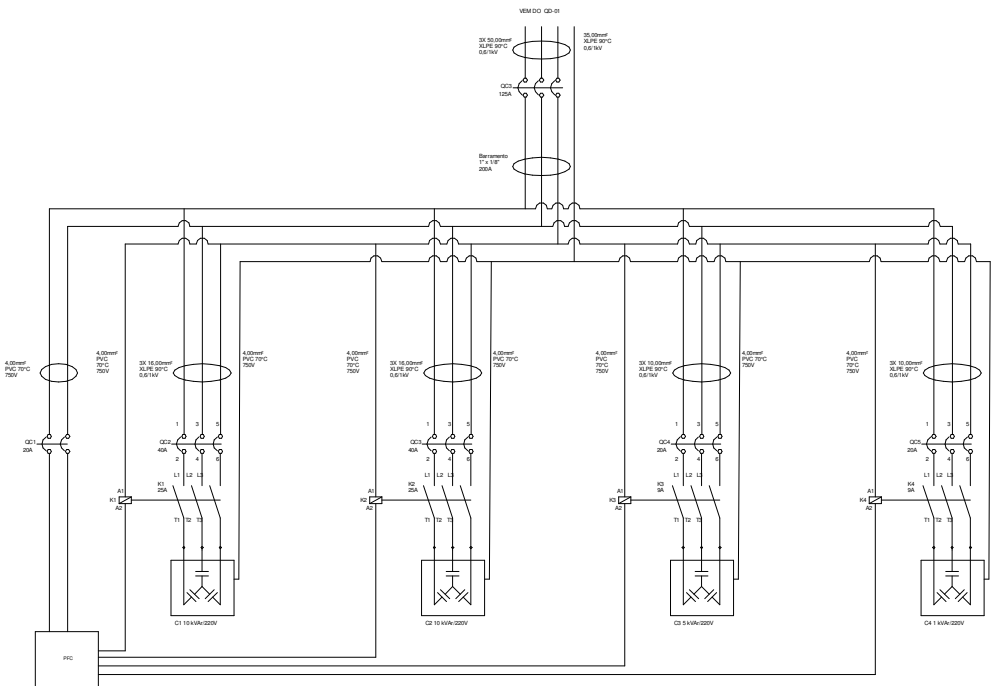 VEM DO QD-01
3X 50,00mm²
XLPE 90°C
0,6/1kV
35,00mm²
XLPE 90°C
0,6/1kV
QC3
125A
Barramento
1" x 1/8"
200A
4,00mm²
PVC 70°C
750V
4,00mm²
PVC
70°C
750V
3X 16,00mm²
XLPE 90°C
0,6/1kV
4,00mm²
PVC 70°C
750V
4,00mm²
PVC
70°C
750V
3X 16,00mm²
XLPE 90°C
0,6/1kV
4,00mm²
PVC 70°C
750V
4,00mm²
PVC
70°C
750V
3X 10,00mm²
XLPE 90°C
0,6/1kV
4,00mm²
PVC 70°C
750V
4,00mm²
PVC
70°C
750V
3X 10,00mm²
XLPE 90°C
0,6/1kV
1 3 5
1 3 5
1 3 5
1 3 5
QC1
20A
QC2
40A
QC3
40A
QC4
20A
QC5
20A
2 4 6
2 4 6
2 4 6
2 4 6
L1 L2 L3
L1 L2 L3
L1 L2 L3
L1 L2 L3
K1
25A
K2
25A
K3
9A
K4
9A
A1
K1
A2
A1
K2
A2
A1
K3
A2
A1
K4
A2
T1 T2 T3
T1 T2 T3
T1 T2 T3
T1 T2 T3
C1 10 kVAr/220V
C2 10 kVAr/220V
C3 5 kVAr/220V
C4 1 kVAr/220V
PFC